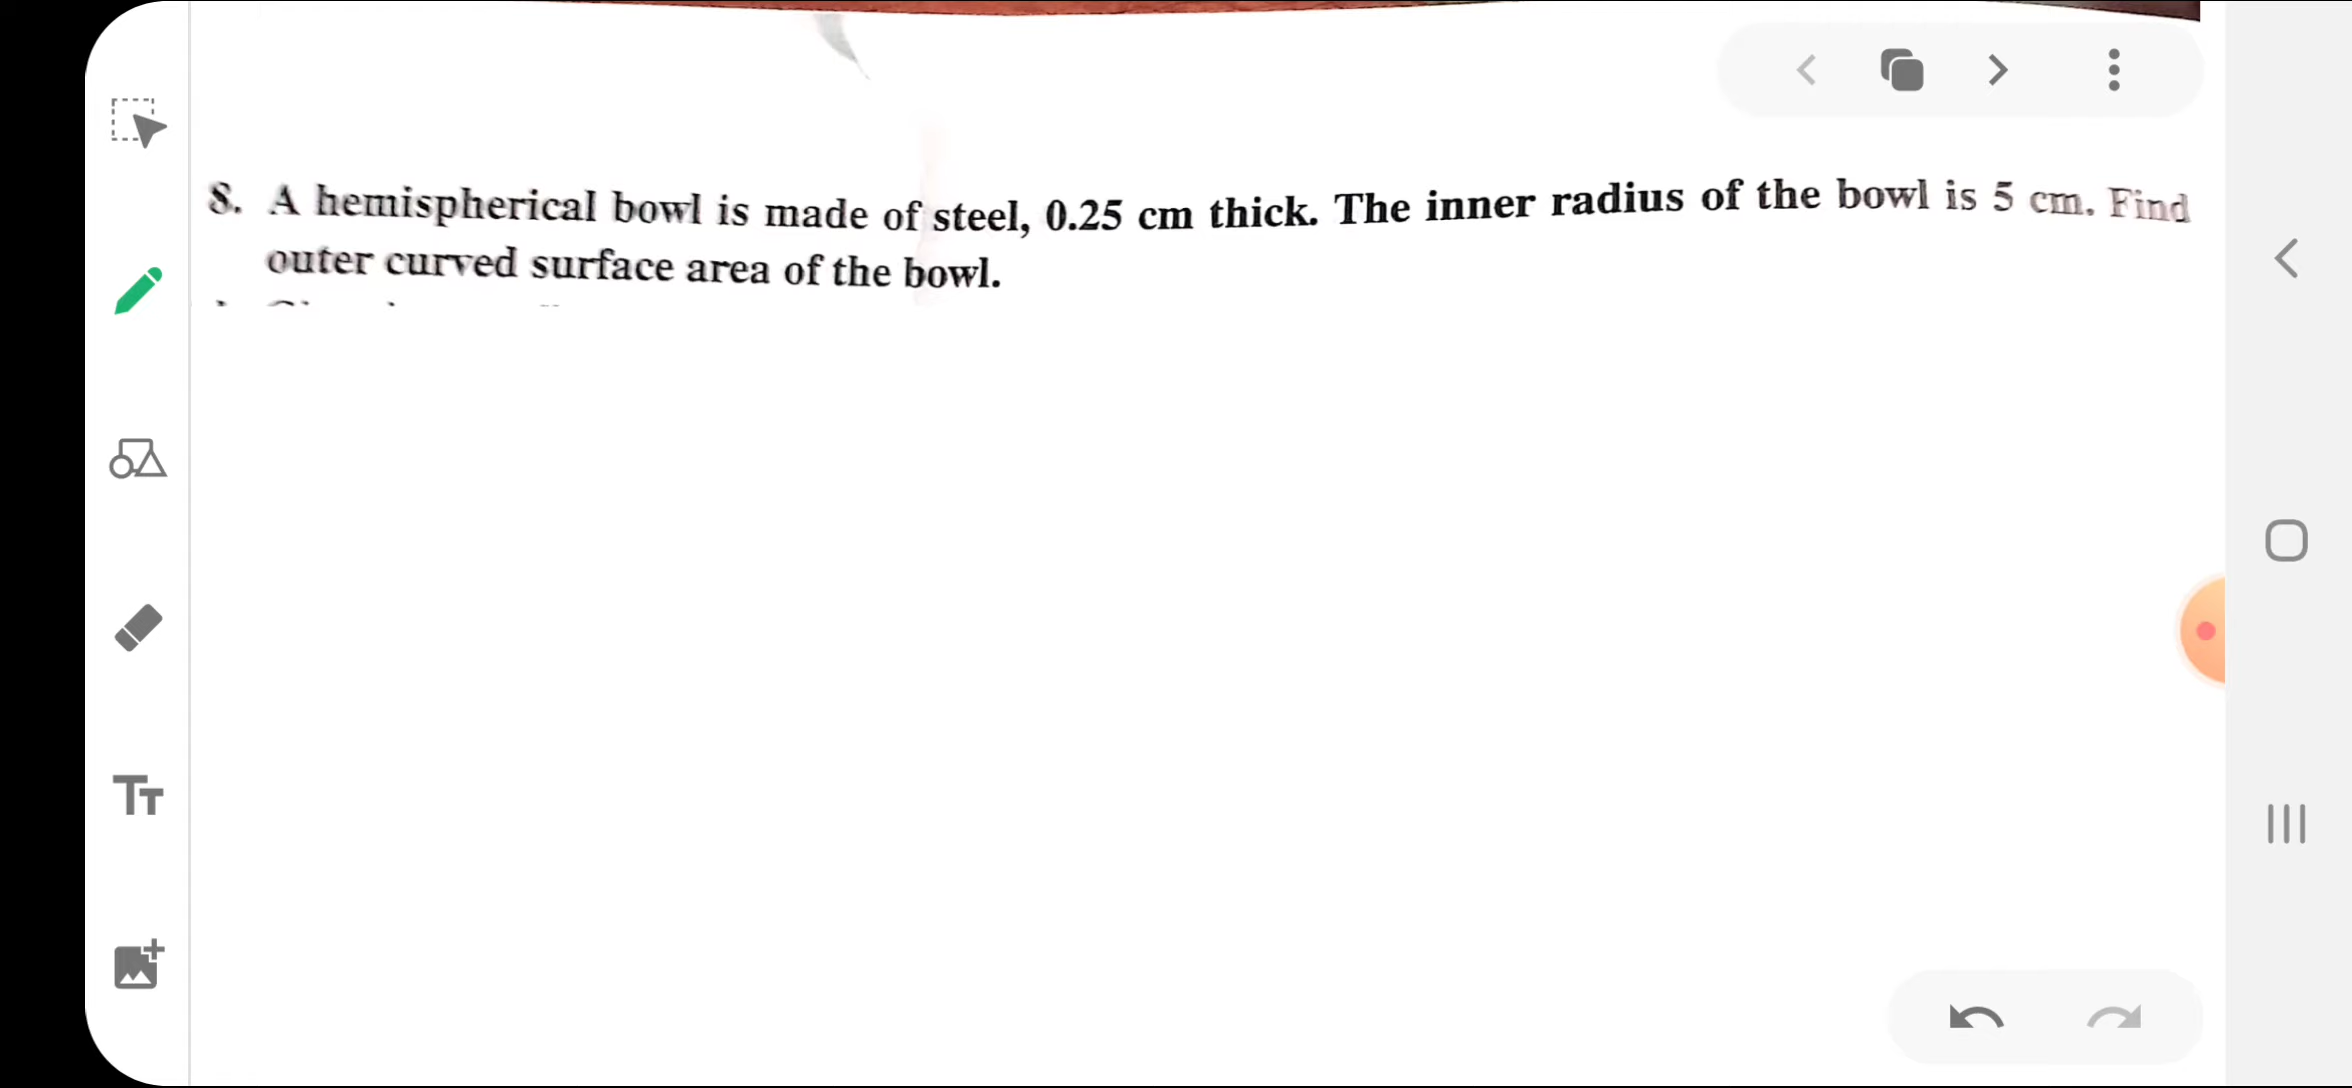 8. A hemispherical bowl is made of steel, 0.25 cm thick. The inner radius of the bowl is 5 cm. Find
outer curved surface area of the bowl.
TT